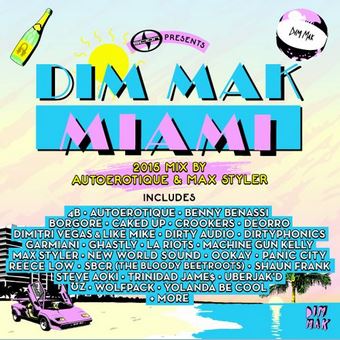 PRESENTS
DIM MAK
DIM MAK
MIAMI
2015 MIX BY
AUTOEROTIQUE & MAX STYLER
INCLUDES
4B • AUTOEROTIQUE • BENNY BENASSI
BORGORE • CAKED UP • CROOKERS • DEORRO
DIMITRI VEGAS & LIKE MIKE • DIRTY AUDIO • DIRTYPHONICS
GARMIANI • GHASTLY • LA RIOTS • MACHINE GUN KELLY
MAX STYLER • NEW WORLD SOUND • OOKAY • PANIC CITY
REECE LOW • SBCR (THE BLOODY BEETROOTS) • SHAUN FRANK
STEVE AOKI • TRINIDAD JAME$ • UBERJAK'D
ÜZ • WOLFPACK • YOLANDA BE COOL
+ MORE
DIM
MAK